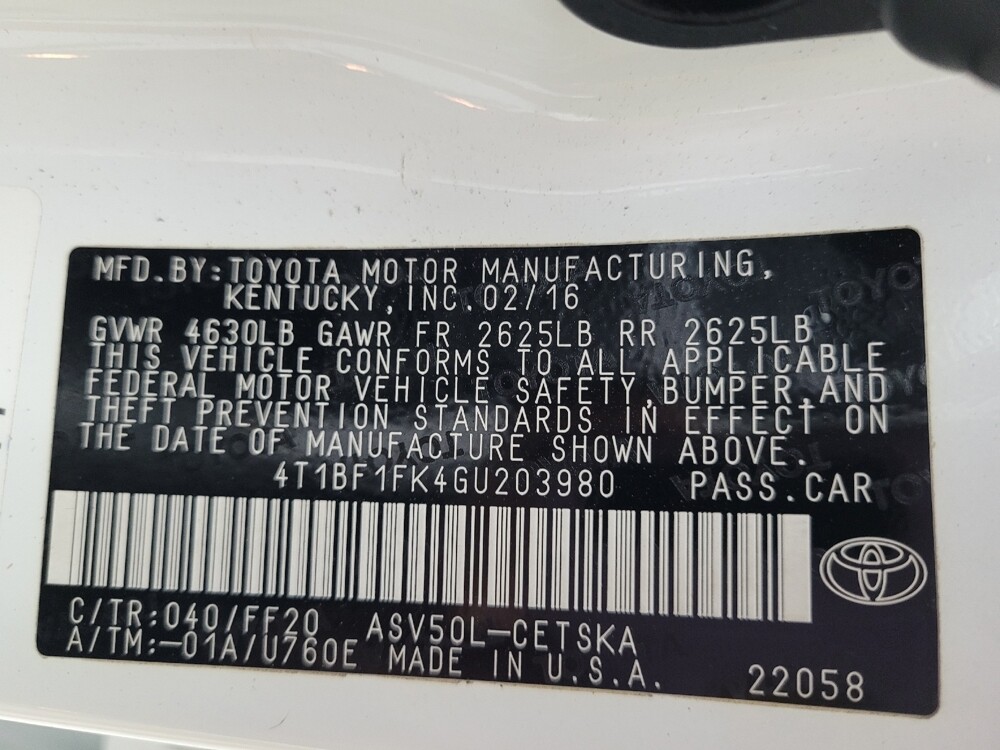 MFD.BY:TOYOTA MOTOR MANUFACTURING,
KENTUCKY, INC. 02/16
GVWR 4630LB GAWR FR 2625LB RR 2625LB.
THIS VEHICLE CONFORMS TO ALL APPLICABLE
FEDERAL MOTOR VEHICLE SAFETY, BUMPER, AND
THEFT PREVENTION STANDARDS IN EFFECT ON
THE DATE OF MANUFACTURE SHOWN ABOVE.
4T1BF1FK4GU203980 PASS.CAR
C/TR:040/FF20 ASV50L-CETSKA
A/TM:-01A/U760E MADE IN U.S.A. 22058